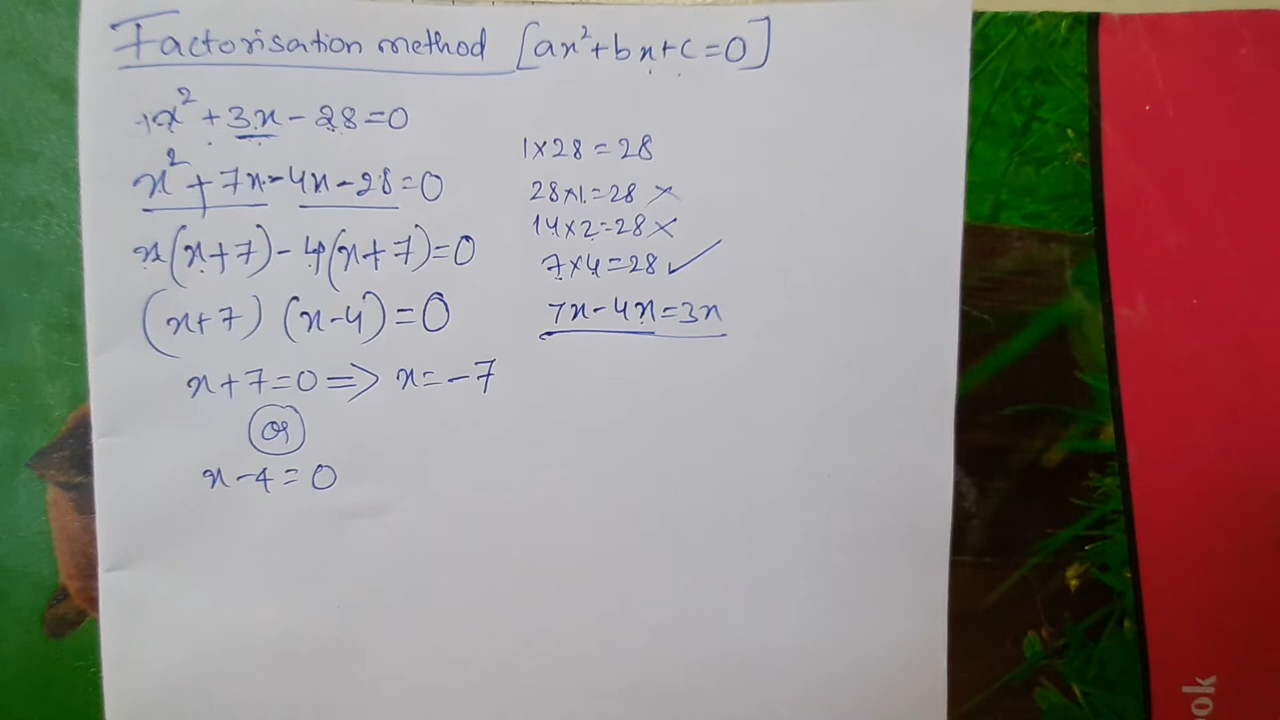 Factorisation method [ax²+bx+c=0]
1x²+3x-28=0
x²+7x-4x-28=0
x(x+7)-4(x+7)=0
(x+7) (x-4)=0
x+7=0 => x=-7
or
x-4=0
1×28=28
28×1=28 ×
14×2=28 ×
7×4=28 ✓
7x-4x=3x
ok